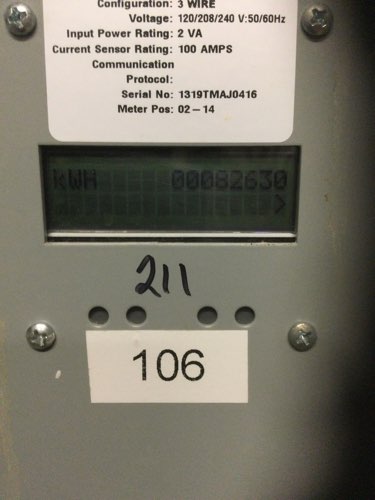 Configuration: 3 WIRE
Voltage: 120/208/240 V:50/60Hz
Input Power Rating: 2 VA
Current Sensor Rating: 100 AMPS
Communication
Protocol:
Serial No: 1319TMAJ0416
Meter Pos: 02 – 14
kWH 00082630
>
211
106